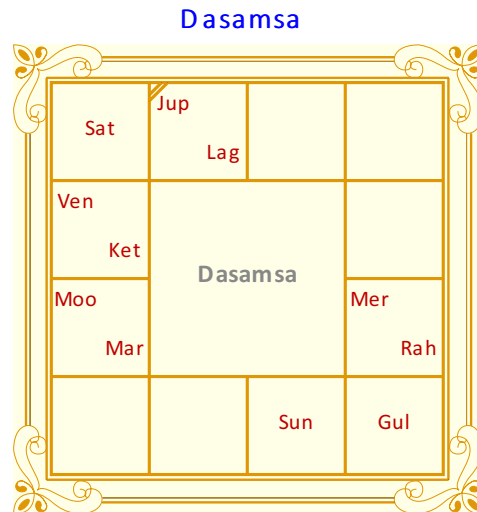 Dasamsa
Jup
Sat
Lag
Ven
Ket
Dasamsa
Moo
Mer
Mar
Rah
Sun
Gul